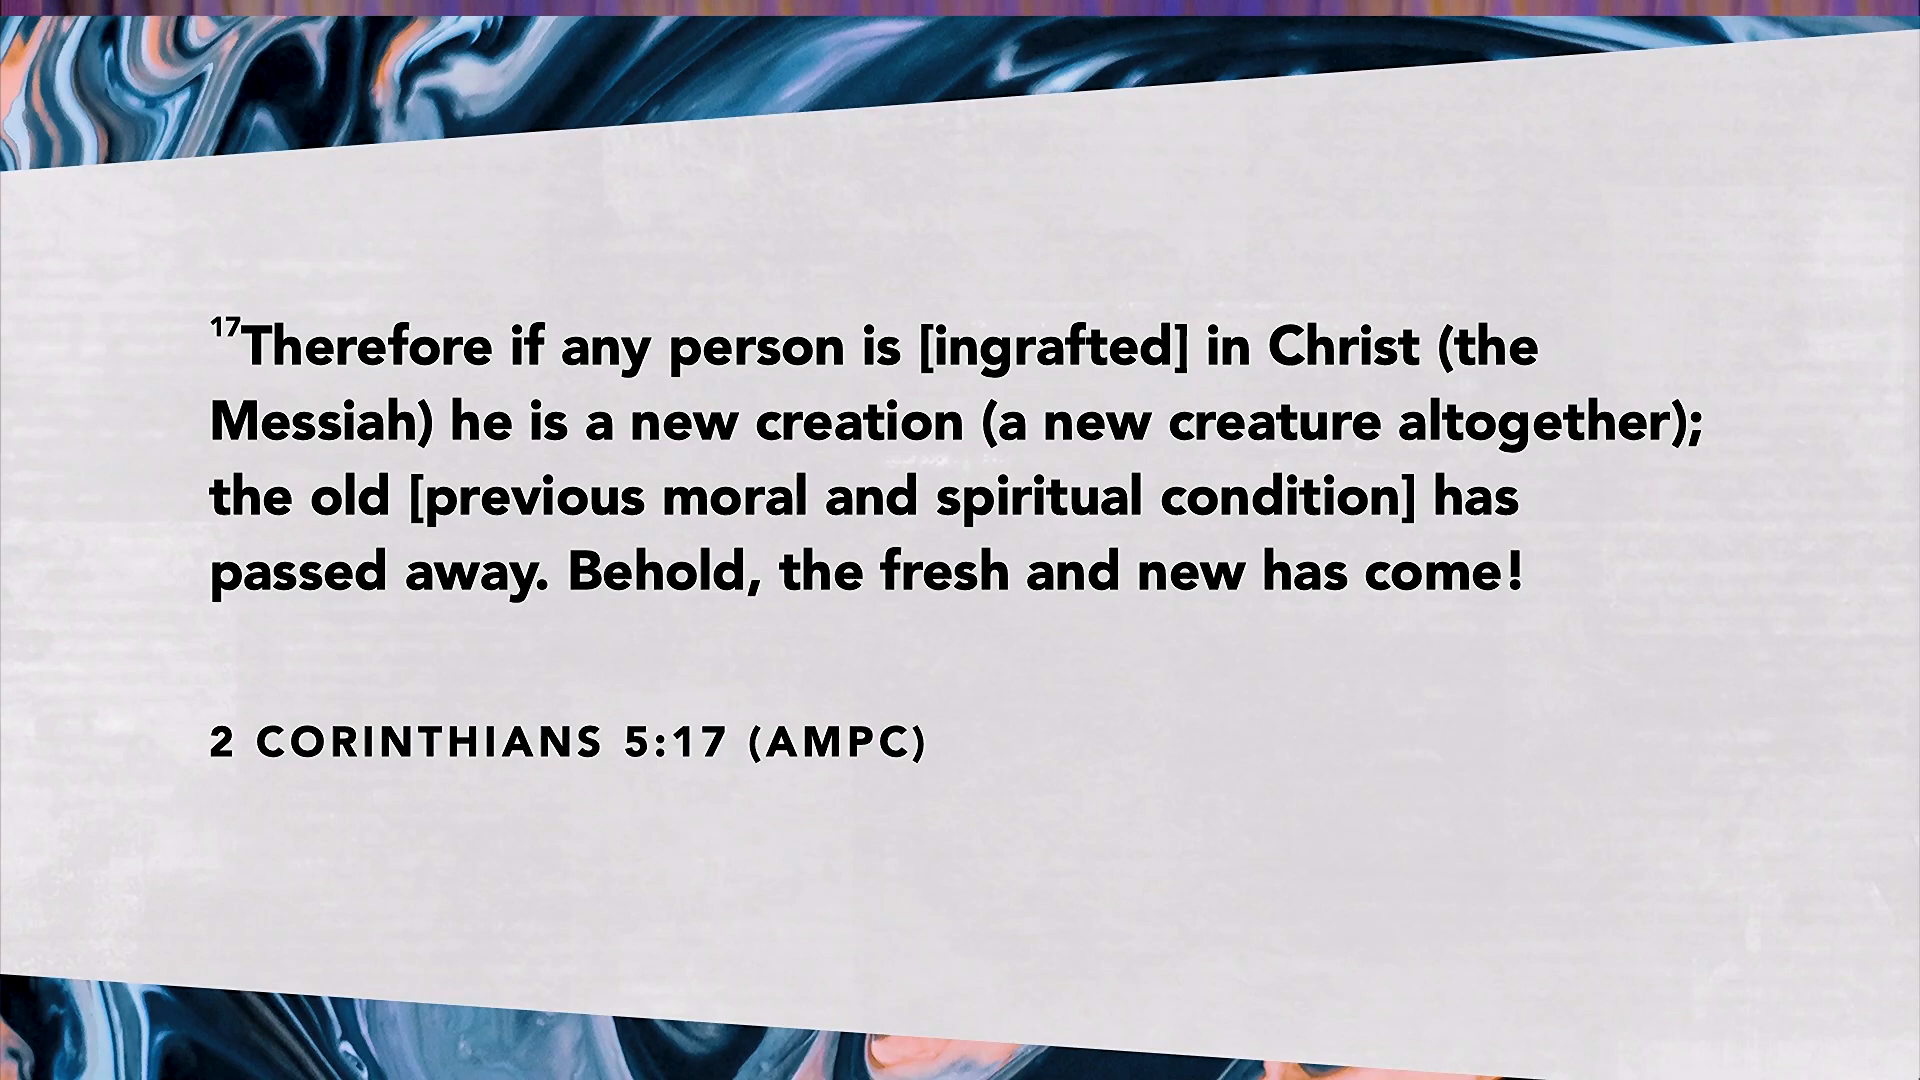 17Therefore if any person is [ingrafted] in Christ (the
Messiah) he is a new creation (a new creature altogether);
the old [previous moral and spiritual condition] has
passed away. Behold, the fresh and new has come!
2 CORINTHIANS 5:17 (AMPC)